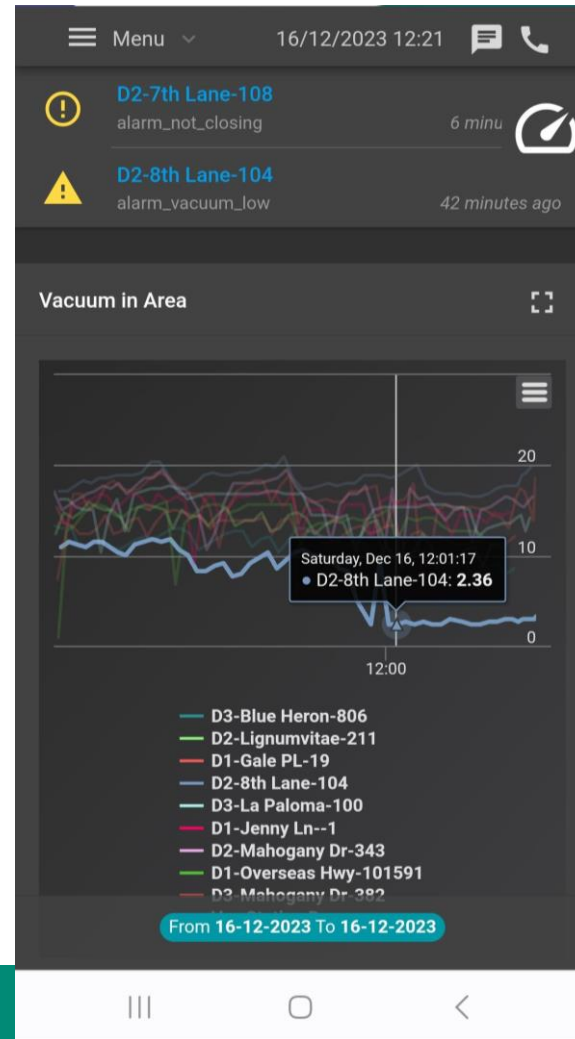 Menu
16/12/2023 12:21
D2-7th Lane-108
alarm_not_closing
6 minu
D2-8th Lane-104
alarm_vacuum_low
42 minutes ago
Vacuum in Area
20
Saturday, Dec 16, 12:01:17
D2-8th Lane-104: 2.36
10
0
12:00
D3-Blue Heron-806
D2-Lignumvitae-211
D1-Gale PL-19
D2-8th Lane-104
D3-La Paloma-100
D1-Jenny Ln--1
D2-Mahogany Dr-343
D1-Overseas Hwy-101591
D3-Mahogany Dr-382
From 16-12-2023 To 16-12-2023